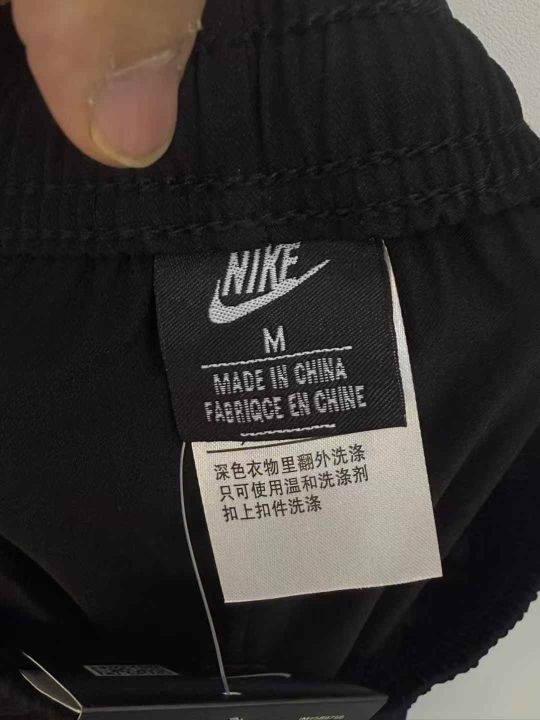 NIKE
M
MADE IN CHINA
FABRIQCE EN CHINE
深色衣物里翻外洗涤
只可使用温和洗涤剂
扣上扣件洗涤